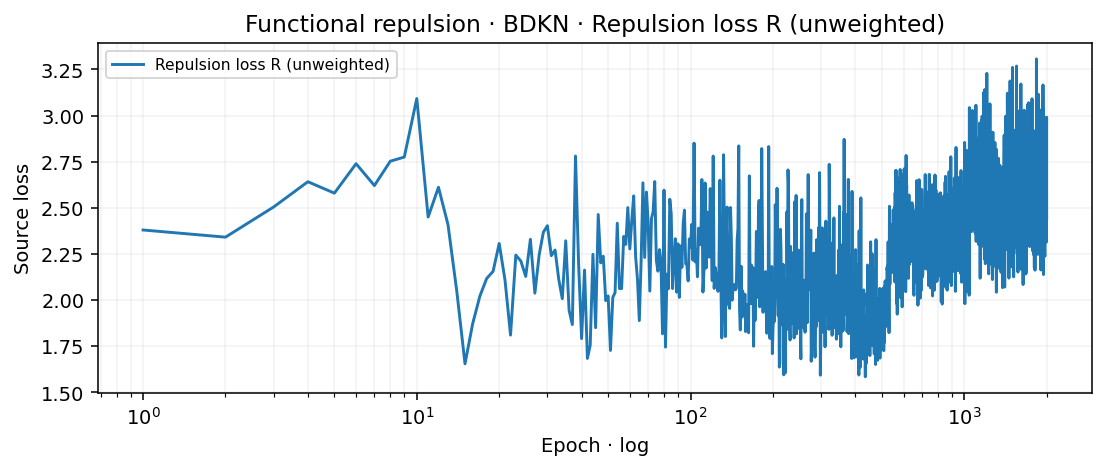 Functional repulsion · BDKN · Repulsion loss R (unweighted)
Repulsion loss R (unweighted)
Source loss
3.25
3.00
2.75
2.50
2.25
2.00
1.75
1.50
10⁰ 10¹ 10² 10³
Epoch · log